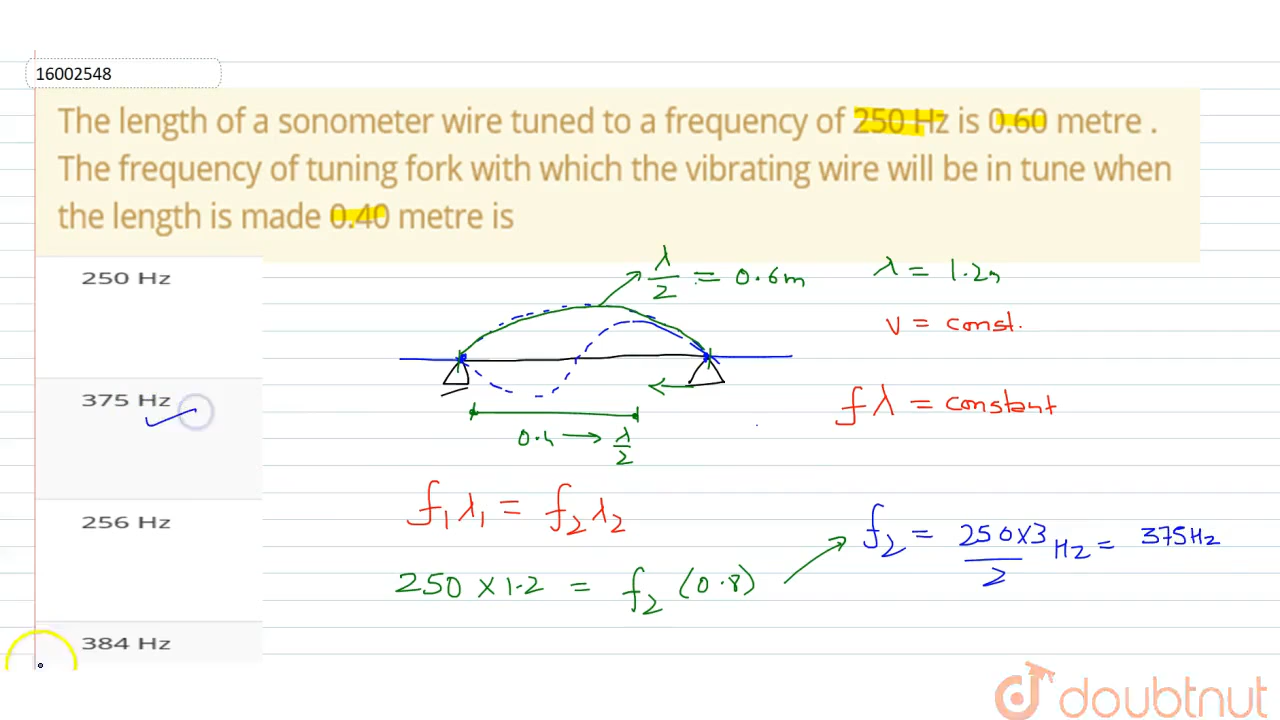 16002548
The length of a sonometer wire tuned to a frequency of 250 Hz is 0.60 metre .
The frequency of tuning fork with which the vibrating wire will be in tune when
the length is made 0.40 metre is
250 Hz
375 Hz
256 Hz
384 Hz
λ/2 = 0.6m
λ = 1.2m
v = const.
fλ = constant
0.4 → λ/2
f₁λ₁ = f₂λ₂
250 × 1.2 = f₂ (0.8)
f₂ = 250×3/2 Hz = 375Hz
doubtnut